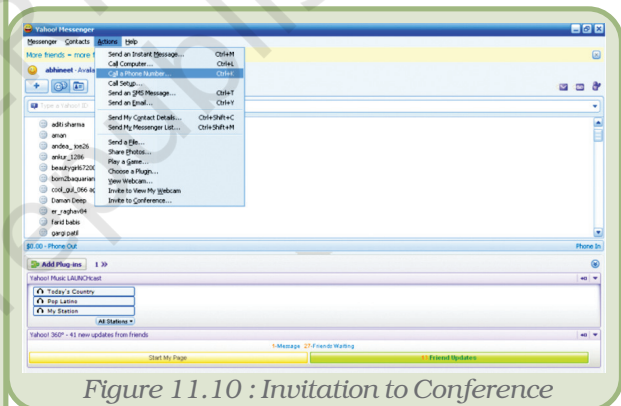 Yahoo! Messenger
Messenger Contacts Actions Help
More friends = more f
abhineet - Availa
Type a Yahoo! ID
Send an Instant Message... Ctrl+M
Call Computer... Ctrl+L
Call a Phone Number... Ctrl+K
Call Setup...
Send an SMS Message... Ctrl+T
Send an Email... Ctrl+Y
Send My Contact Details... Ctrl+Shift+C
Send My Messenger List... Ctrl+Shift+M
Send a File...
Share Photos...
Play a Game...
Choose a Plugin...
View Webcam...
Invite to View My Webcam
Invite to Conference...
aditi sharma
aman
andea_joe26
ankur_1286
beautygirl67200
born2baquarian
cool_gul_066 ag
Daman Deep
er_raghav84
farid babis
gargi patil
$0.00 - Phone Out Phone In
Add Plug-ins 1 »
Yahoo! Music LAUNCHcast
Today's Country
Pop Latino
My Station
All Stations
Yahoo! 360° - 41 new updates from friends
1-Message 27-Friends Waiting
Start My Page 41 Friend Updates
Figure 11.10 : Invitation to Conference